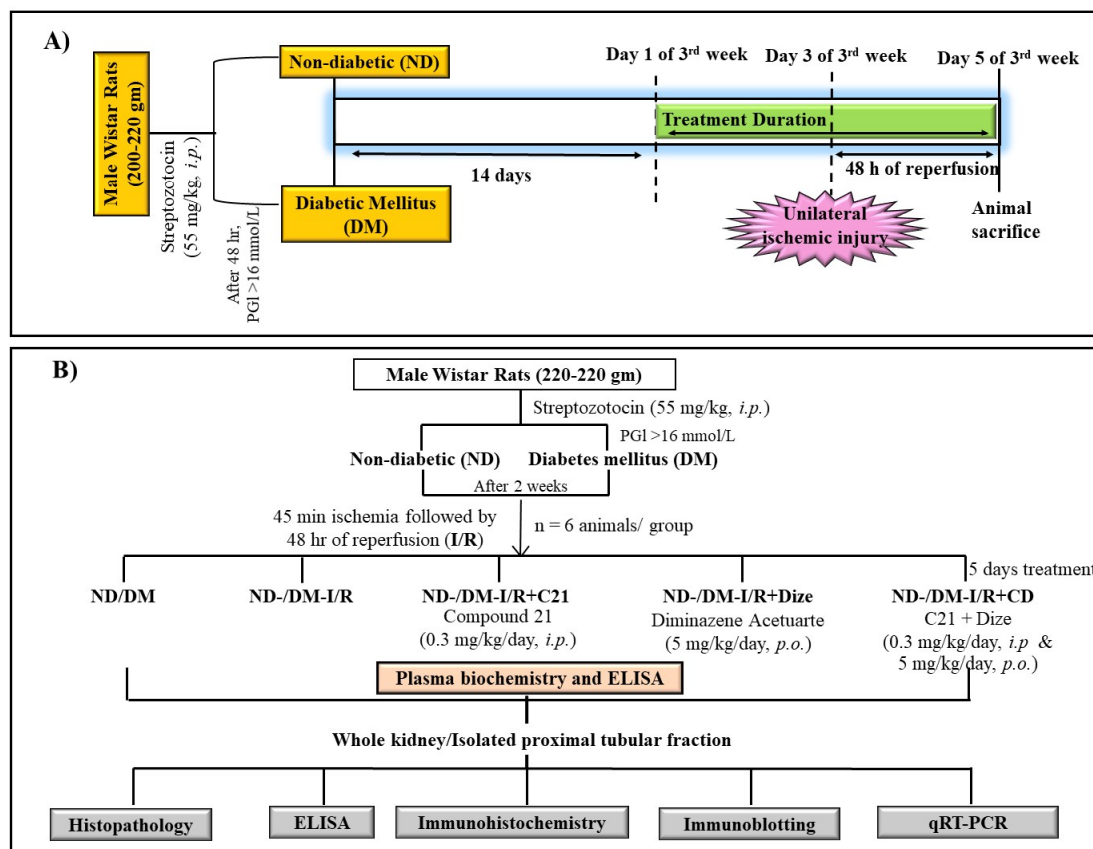 A)
Male Wistar Rats
(200-220 gm)
Streptozotocin
(55 mg/kg, i.p.)
After 48 hr,
PGl >16 mmol/L
Non-diabetic (ND)
Diabetic Mellitus
(DM)
Day 1 of 3rd week
Day 3 of 3rd week
Day 5 of 3rd week
Treatment Duration
14 days
48 h of reperfusion
Unilateral
ischemic injury
Animal
sacrifice
B)
Male Wistar Rats (220-220 gm)
Streptozotocin (55 mg/kg, i.p.)
PGl >16 mmol/L
Non-diabetic (ND)
Diabetes mellitus (DM)
After 2 weeks
45 min ischemia followed by
48 hr of reperfusion (I/R)
n = 6 animals/ group
5 days treatment
ND/DM
ND-/DM-I/R
ND-/DM-I/R+C21
Compound 21
(0.3 mg/kg/day, i.p.)
ND-/DM-I/R+Dize
Diminazene Acetuarte
(5 mg/kg/day, p.o.)
ND-/DM-I/R+CD
C21 + Dize
(0.3 mg/kg/day, i.p &
5 mg/kg/day, p.o.)
Plasma biochemistry and ELISA
Whole kidney/Isolated proximal tubular fraction
Histopathology
ELISA
Immunohistochemistry
Immunoblotting
qRT-PCR